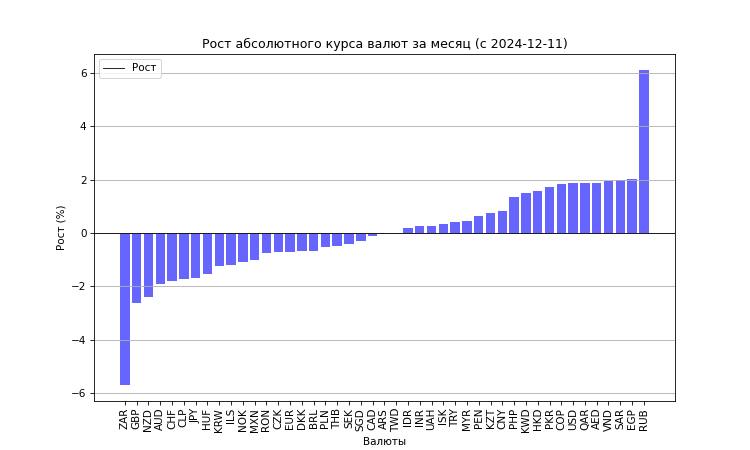 Рост абсолютного курса валют за месяц (с 2024-12-11)
Рост
6
4
2
0
−2
−4
−6
Рост (%)
ZAR GBP NZD AUD CHF CLP JPY HUF KRW ILS NOK MXN RON CZK EUR DKK BRL PLN THB SEK SGD CAD ARS TWD IDR INR UAH ISK TRY MYR PEN KZT CNY PHP KWD HKD PKR COP USD QAR AED VND SAR EGP RUB
Валюты